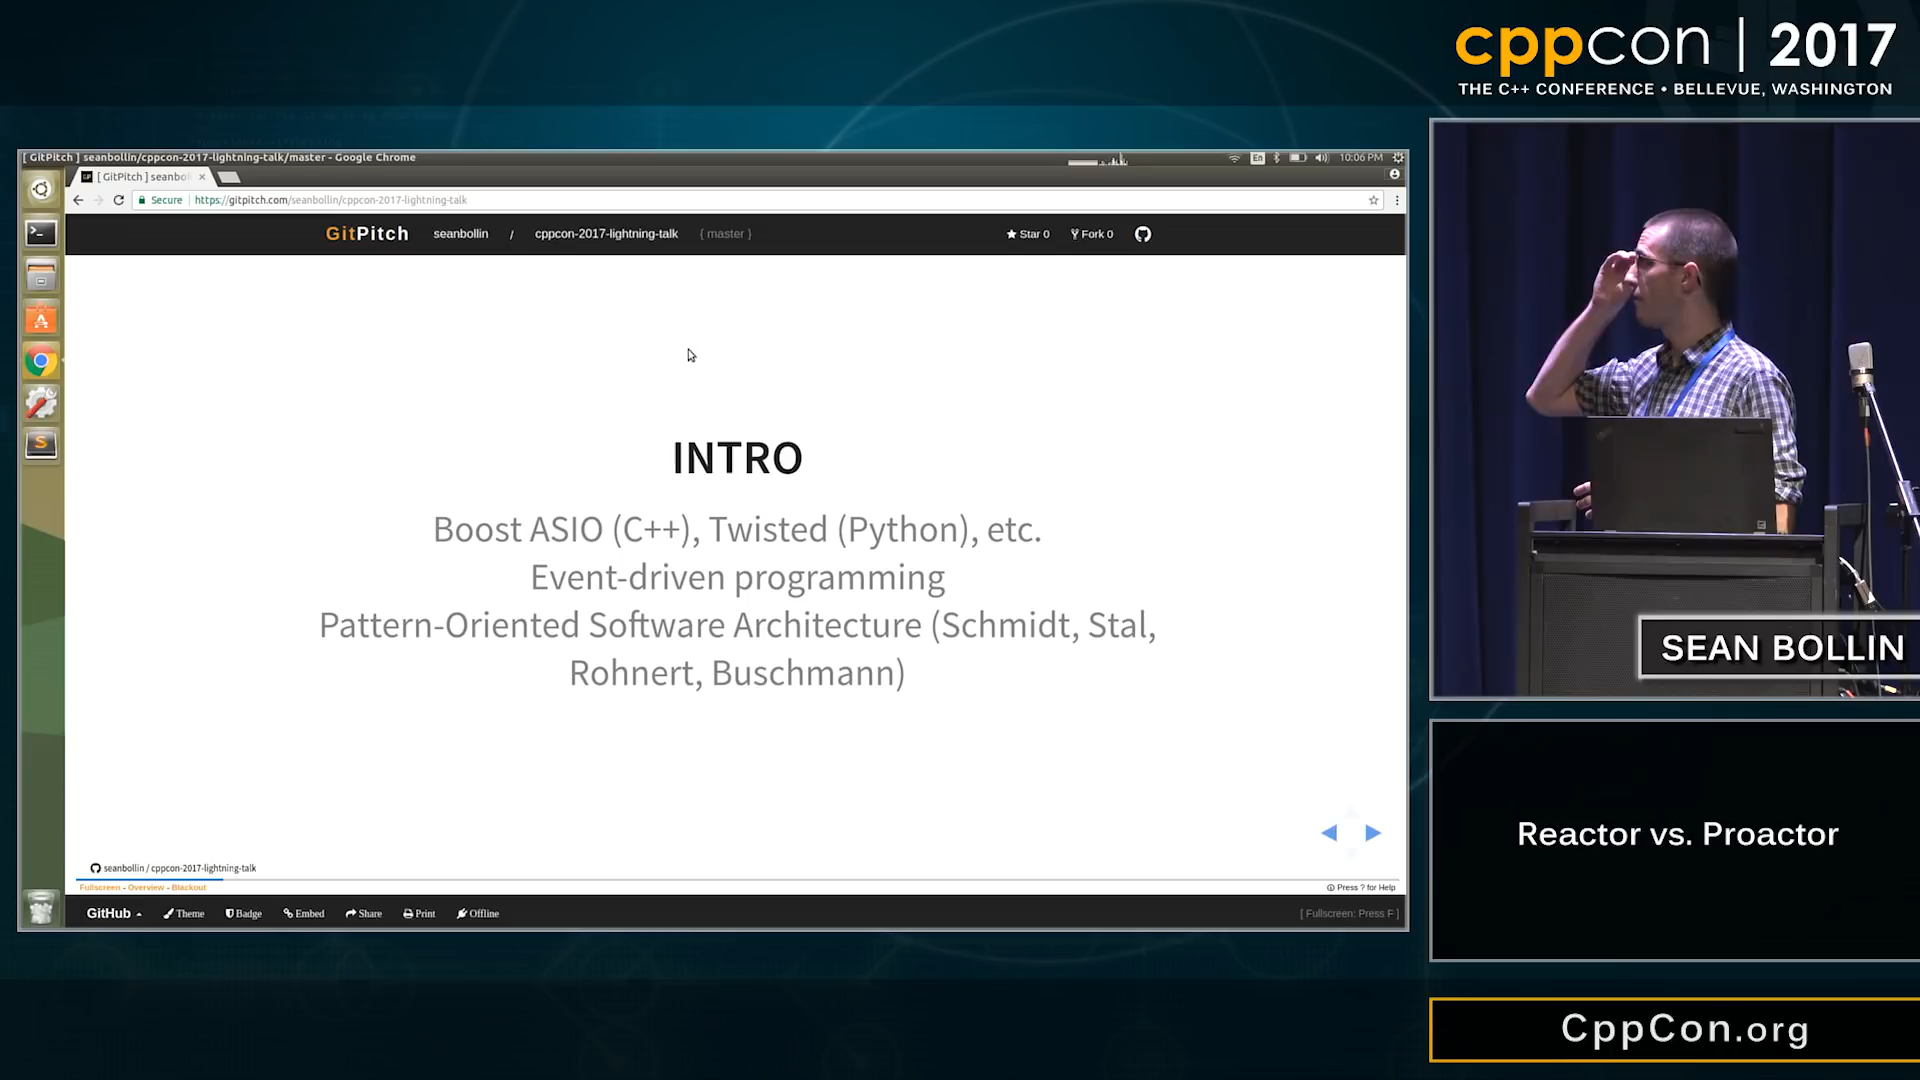 cppcon | 2017
THE C++ CONFERENCE • BELLEVUE, WASHINGTON
[ GitPitch ] seanbollin/cppcon-2017-lightning-talk/master - Google Chrome
En
10:06 PM
[ GitPitch ] seanbol
Secure
https://gitpitch.com/seanbollin/cppcon-2017-lightning-talk
GitPitch
seanbollin / cppcon-2017-lightning-talk { master }
Star 0
Fork 0
INTRO
Boost ASIO (C++), Twisted (Python), etc.
Event-driven programming
Pattern-Oriented Software Architecture (Schmidt, Stal,
Rohnert, Buschmann)
seanbollin / cppcon-2017-lightning-talk
Fullscreen - Overview - Blackout
Press ? for Help
GitHub
Theme
Badge
Embed
Share
Print
Offline
[ Fullscreen: Press F ]
SEAN BOLLIN
Reactor vs. Proactor
CppCon.org